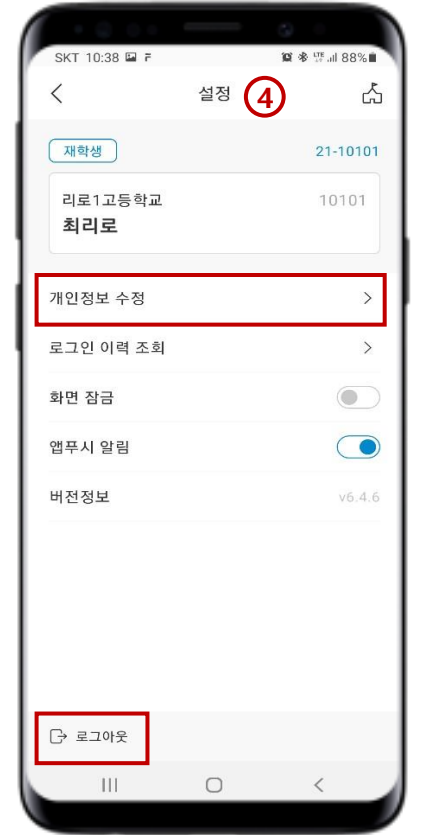 SKT 10:38 LTE 88%
설정 ④
재학생 21-10101
리로1고등학교 10101
최리로
개인정보 수정
로그인 이력 조회
화면 잠금
앱푸시 알림
버전정보 v6.4.6
로그아웃